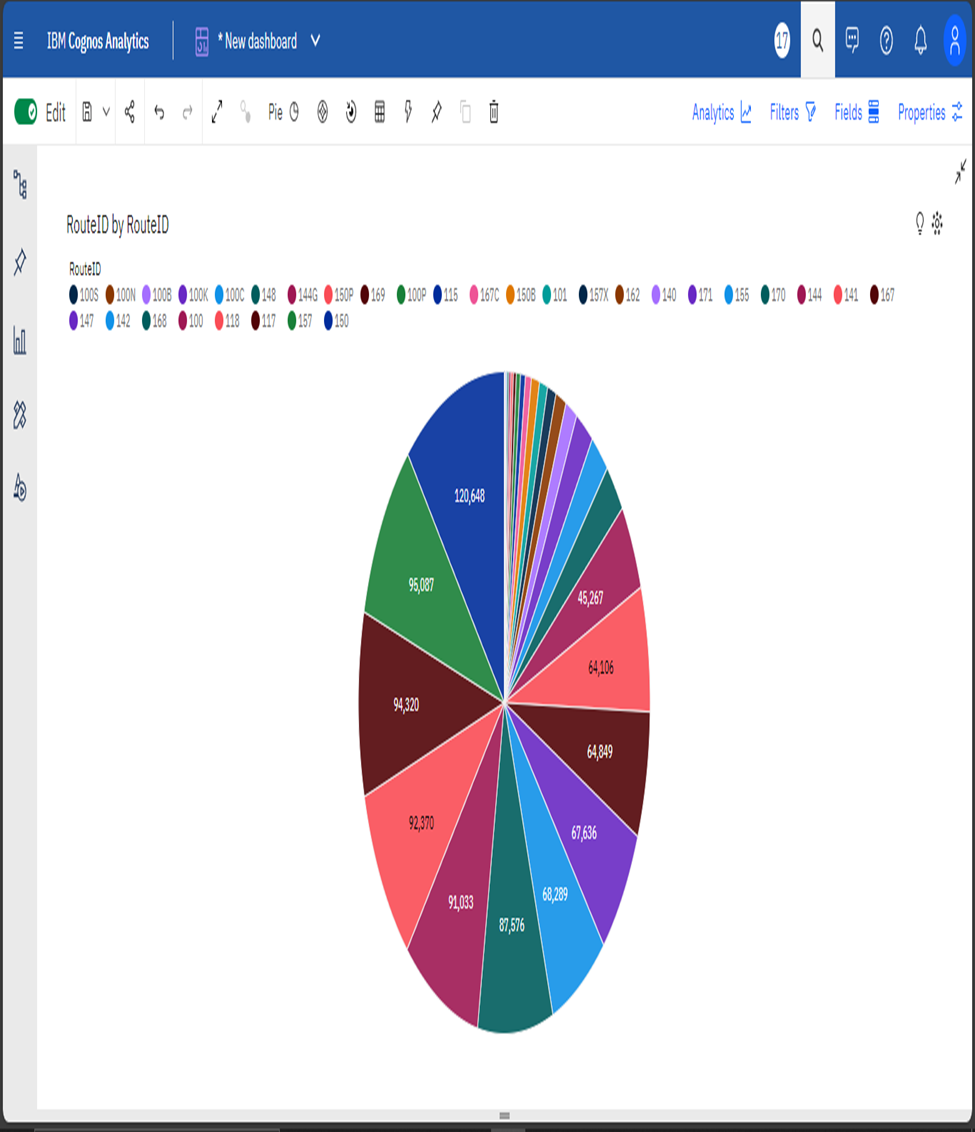 IBM Cognos Analytics * New dashboard 17
Edit Pie Analytics Filters Fields Properties
RouteID by RouteID
RouteID
100S 100N 100B 100K 100C 148 144G 150P 169 100P 115 167C 150B 101 157X 162 140 171 155 170 144 141 167
147 142 168 100 118 117 157 150
120,648
95,087
45,267
64,106
94,320
64,849
92,370
67,636
68,289
91,033
87,576